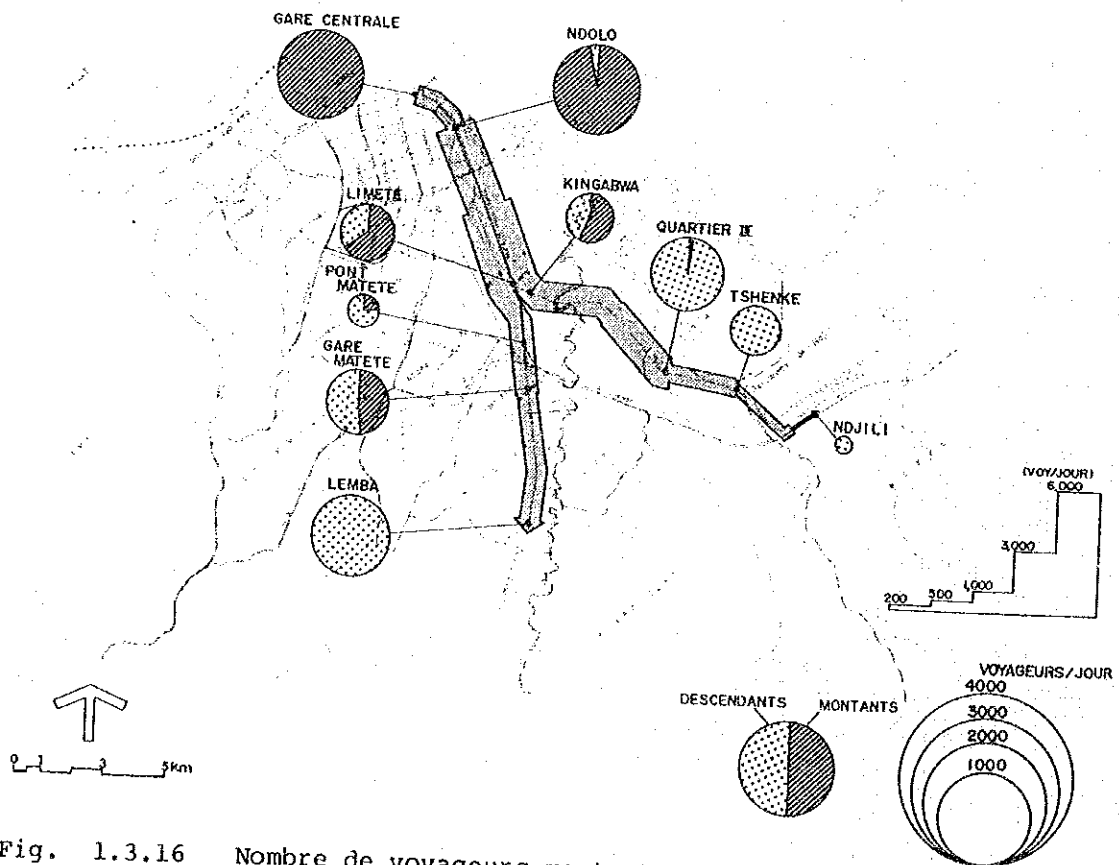 GARE CENTRALE
NDOLO
LIMETE
KINGABWA
QUARTIER IX
PONT
MATETE
TSHENKE
GARE
MATETE
NDJILI
LEMBA
(VOY/JOUR)
6,000
3,000
1,000
500
200
VOYAGEURS/JOUR
4000
3000
2000
1000
DESCENDANTS
MONTANTS
0 1 3 5Km
Fig. 1.3.16 Nombre de voyageurs